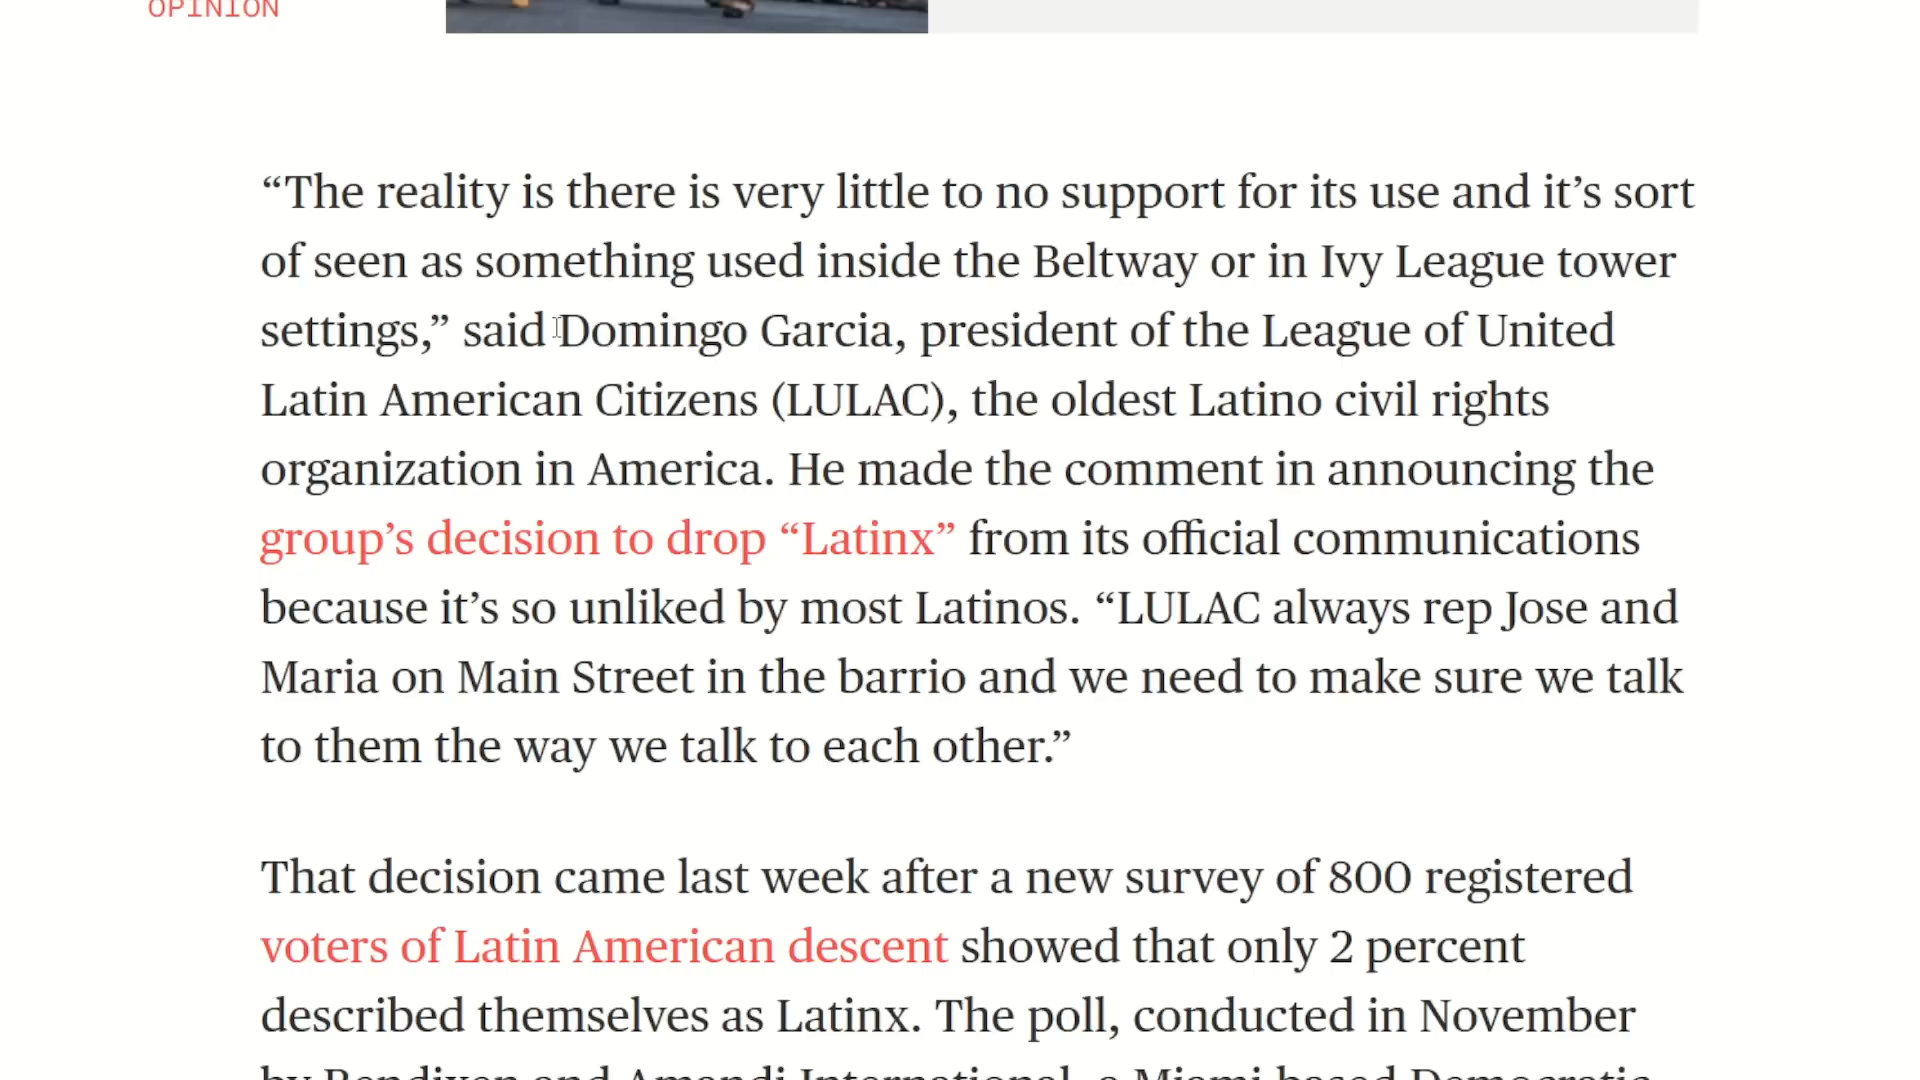 OPINION
“The reality is there is very little to no support for its use and it’s sort
of seen as something used inside the Beltway or in Ivy League tower
settings,” said Domingo Garcia, president of the League of United
Latin American Citizens (LULAC), the oldest Latino civil rights
organization in America. He made the comment in announcing the
group’s decision to drop “Latinx” from its official communications
because it’s so unliked by most Latinos. “LULAC always rep Jose and
Maria on Main Street in the barrio and we need to make sure we talk
to them the way we talk to each other.”
That decision came last week after a new survey of 800 registered
voters of Latin American descent showed that only 2 percent
described themselves as Latinx. The poll, conducted in November
by Bendixen and Amandi International, a Miami-based Democratic